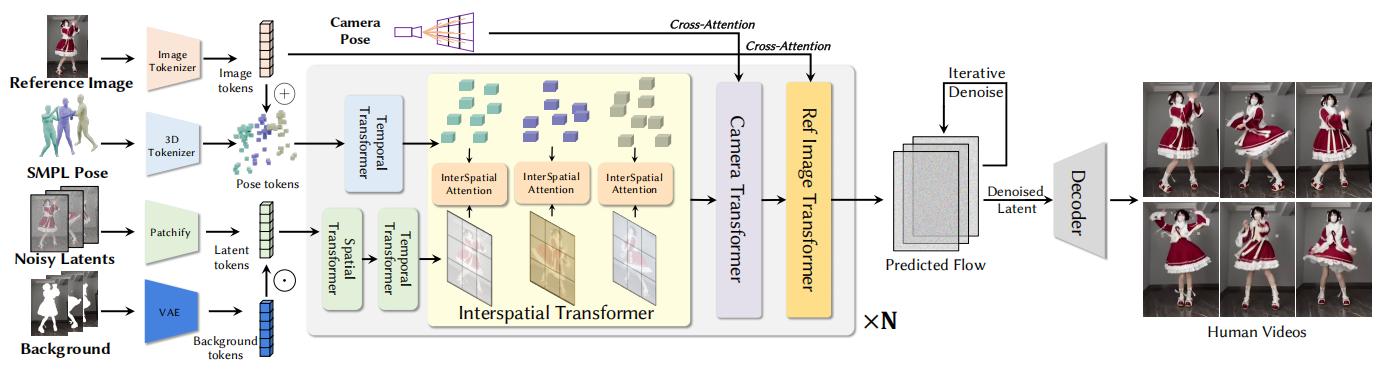 Reference Image
Image
Tokenizer
Image
tokens
Camera
Pose
Cross-Attention
Cross-Attention
SMPL Pose
3D
Tokenizer
Pose tokens
Temporal
Transformer
InterSpatial
Attention
InterSpatial
Attention
InterSpatial
Attention
Noisy Latents
Patchify
Latent
tokens
Spatial
Transformer
Temporal
Transformer
Interspatial Transformer
Background
VAE
Background
tokens
Camera Transformer
Ref Image Transformer
×N
Iterative
Denoise
Predicted Flow
Denoised
Latent
Decoder
Human Videos